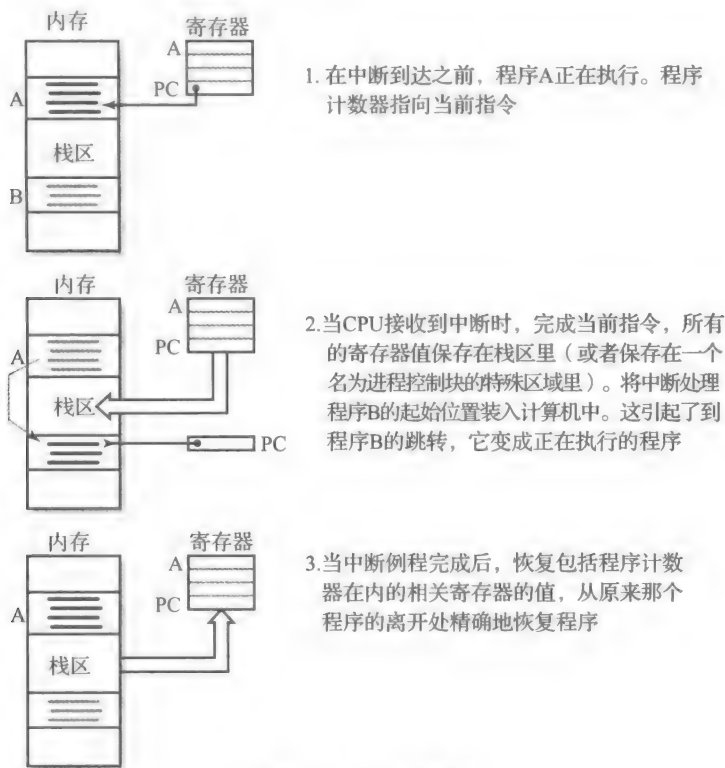 内存
寄存器
A
PC
A
栈区
B
1. 在中断到达之前，程序A正在执行。程序
计数器指向当前指令
内存
寄存器
A
PC
A
栈区
PC
2.当CPU接收到中断时，完成当前指令，所有
的寄存器值保存在栈区里（或者保存在一个
名为进程控制块的特殊区域里）。将中断处理
程序B的起始位置装入计算机中。这引起了到
程序B的跳转，它变成正在执行的程序
内存
寄存器
A
PC
A
栈区
3.当中断例程完成后，恢复包括程序计数
器在内的相关寄存器的值，从原来那个
程序的离开处精确地恢复程序